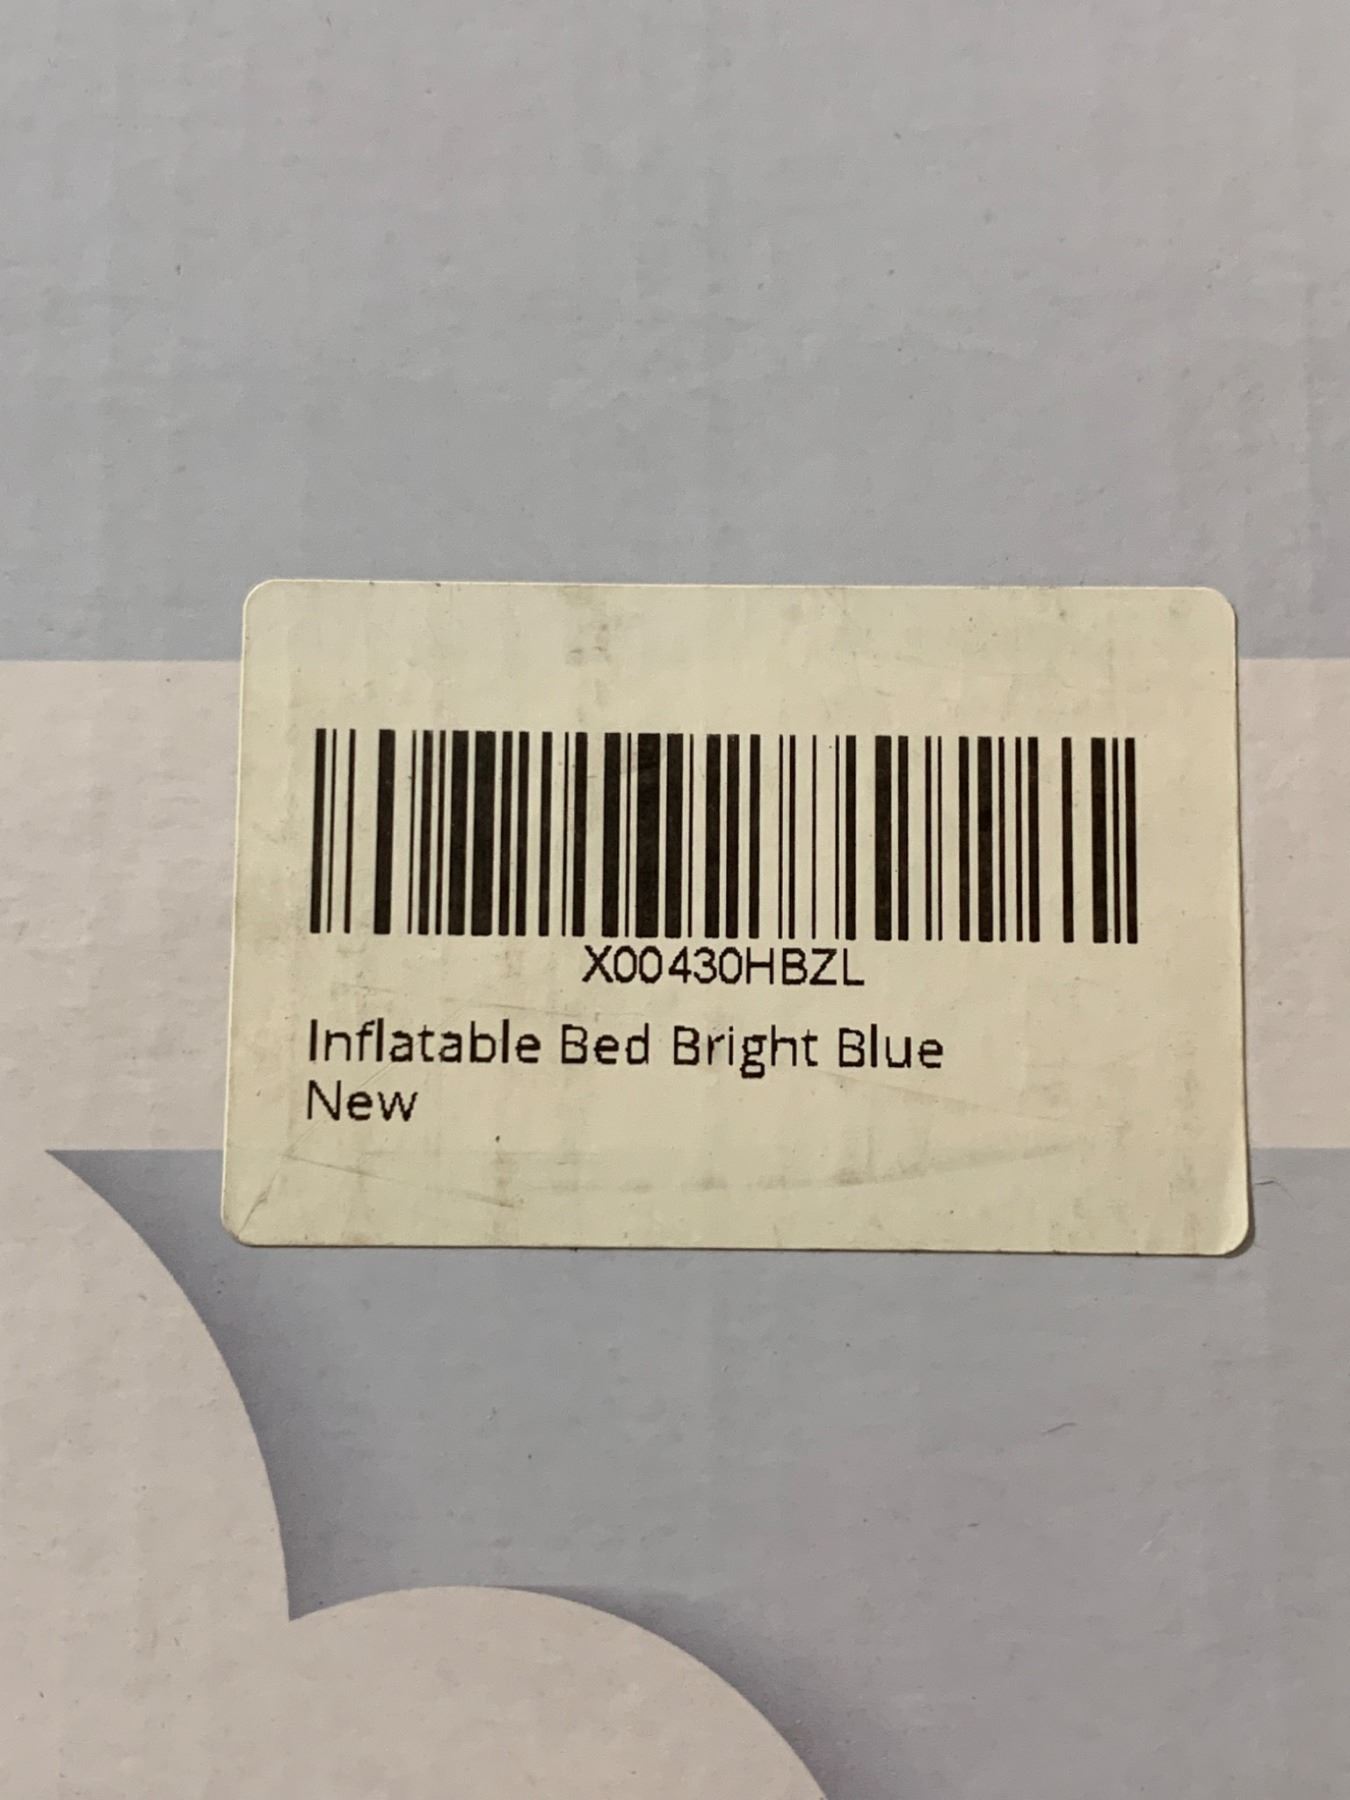 X00430HBZL
Inflatable Bed Bright Blue
New